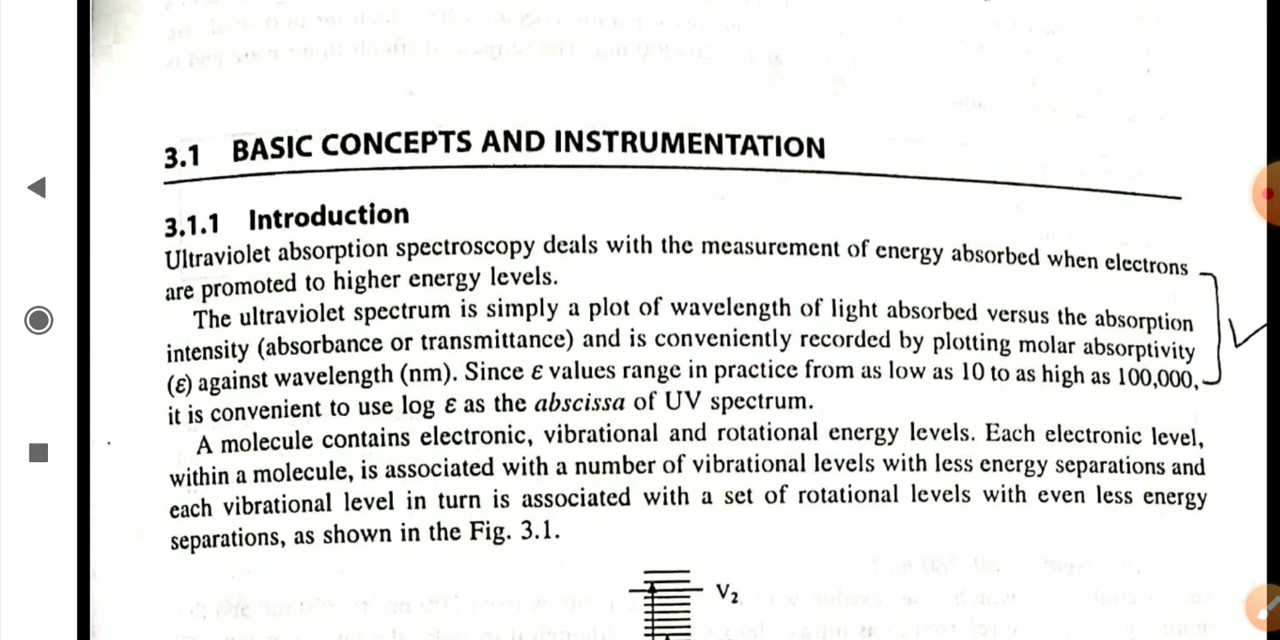 3.1 BASIC CONCEPTS AND INSTRUMENTATION
3.1.1 Introduction
Ultraviolet absorption spectroscopy deals with the measurement of energy absorbed when electrons
are promoted to higher energy levels.
The ultraviolet spectrum is simply a plot of wavelength of light absorbed versus the absorption
intensity (absorbance or transmittance) and is conveniently recorded by plotting molar absorptivity
(ε) against wavelength (nm). Since ε values range in practice from as low as 10 to as high as 100,000,
it is convenient to use log ε as the abscissa of UV spectrum.
A molecule contains electronic, vibrational and rotational energy levels. Each electronic level,
within a molecule, is associated with a number of vibrational levels with less energy separations and
each vibrational level in turn is associated with a set of rotational levels with even less energy
separations, as shown in the Fig. 3.1.
V₂